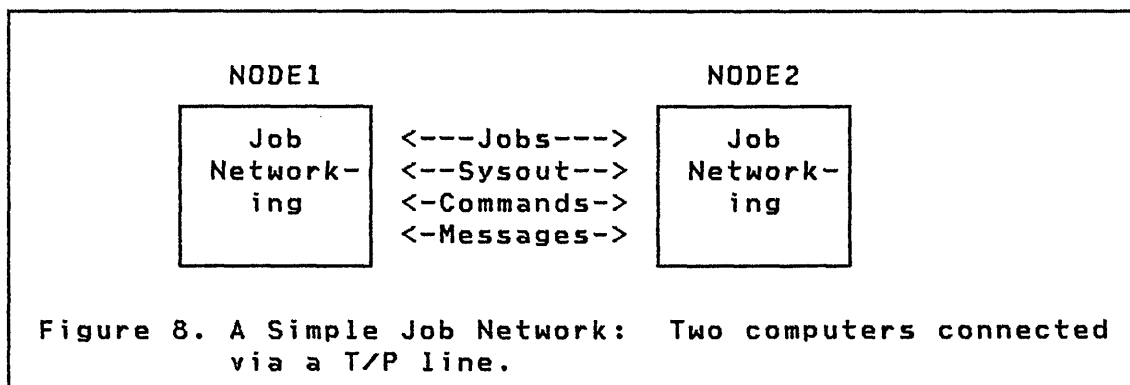 NODE1 NODE2
Job <---Jobs---> Job
Network- <--Sysout--> Network-
ing <-Commands-> ing
<-Messages->
Figure 8. A Simple Job Network: Two computers connected
via a T/P line.